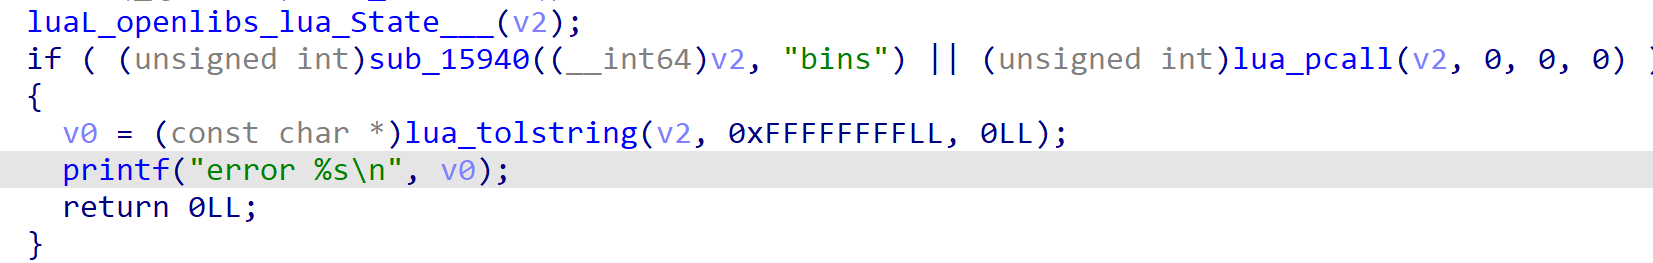 luaL_openlibs_lua_State___(v2);
if ( (unsigned int)sub_15940((__int64)v2, "bins") || (unsigned int)lua_pcall(v2, 0, 0, 0) )
{
v0 = (const char *)lua_tolstring(v2, 0xFFFFFFFFLL, 0LL);
printf("error %s\n", v0);
return 0LL;
}